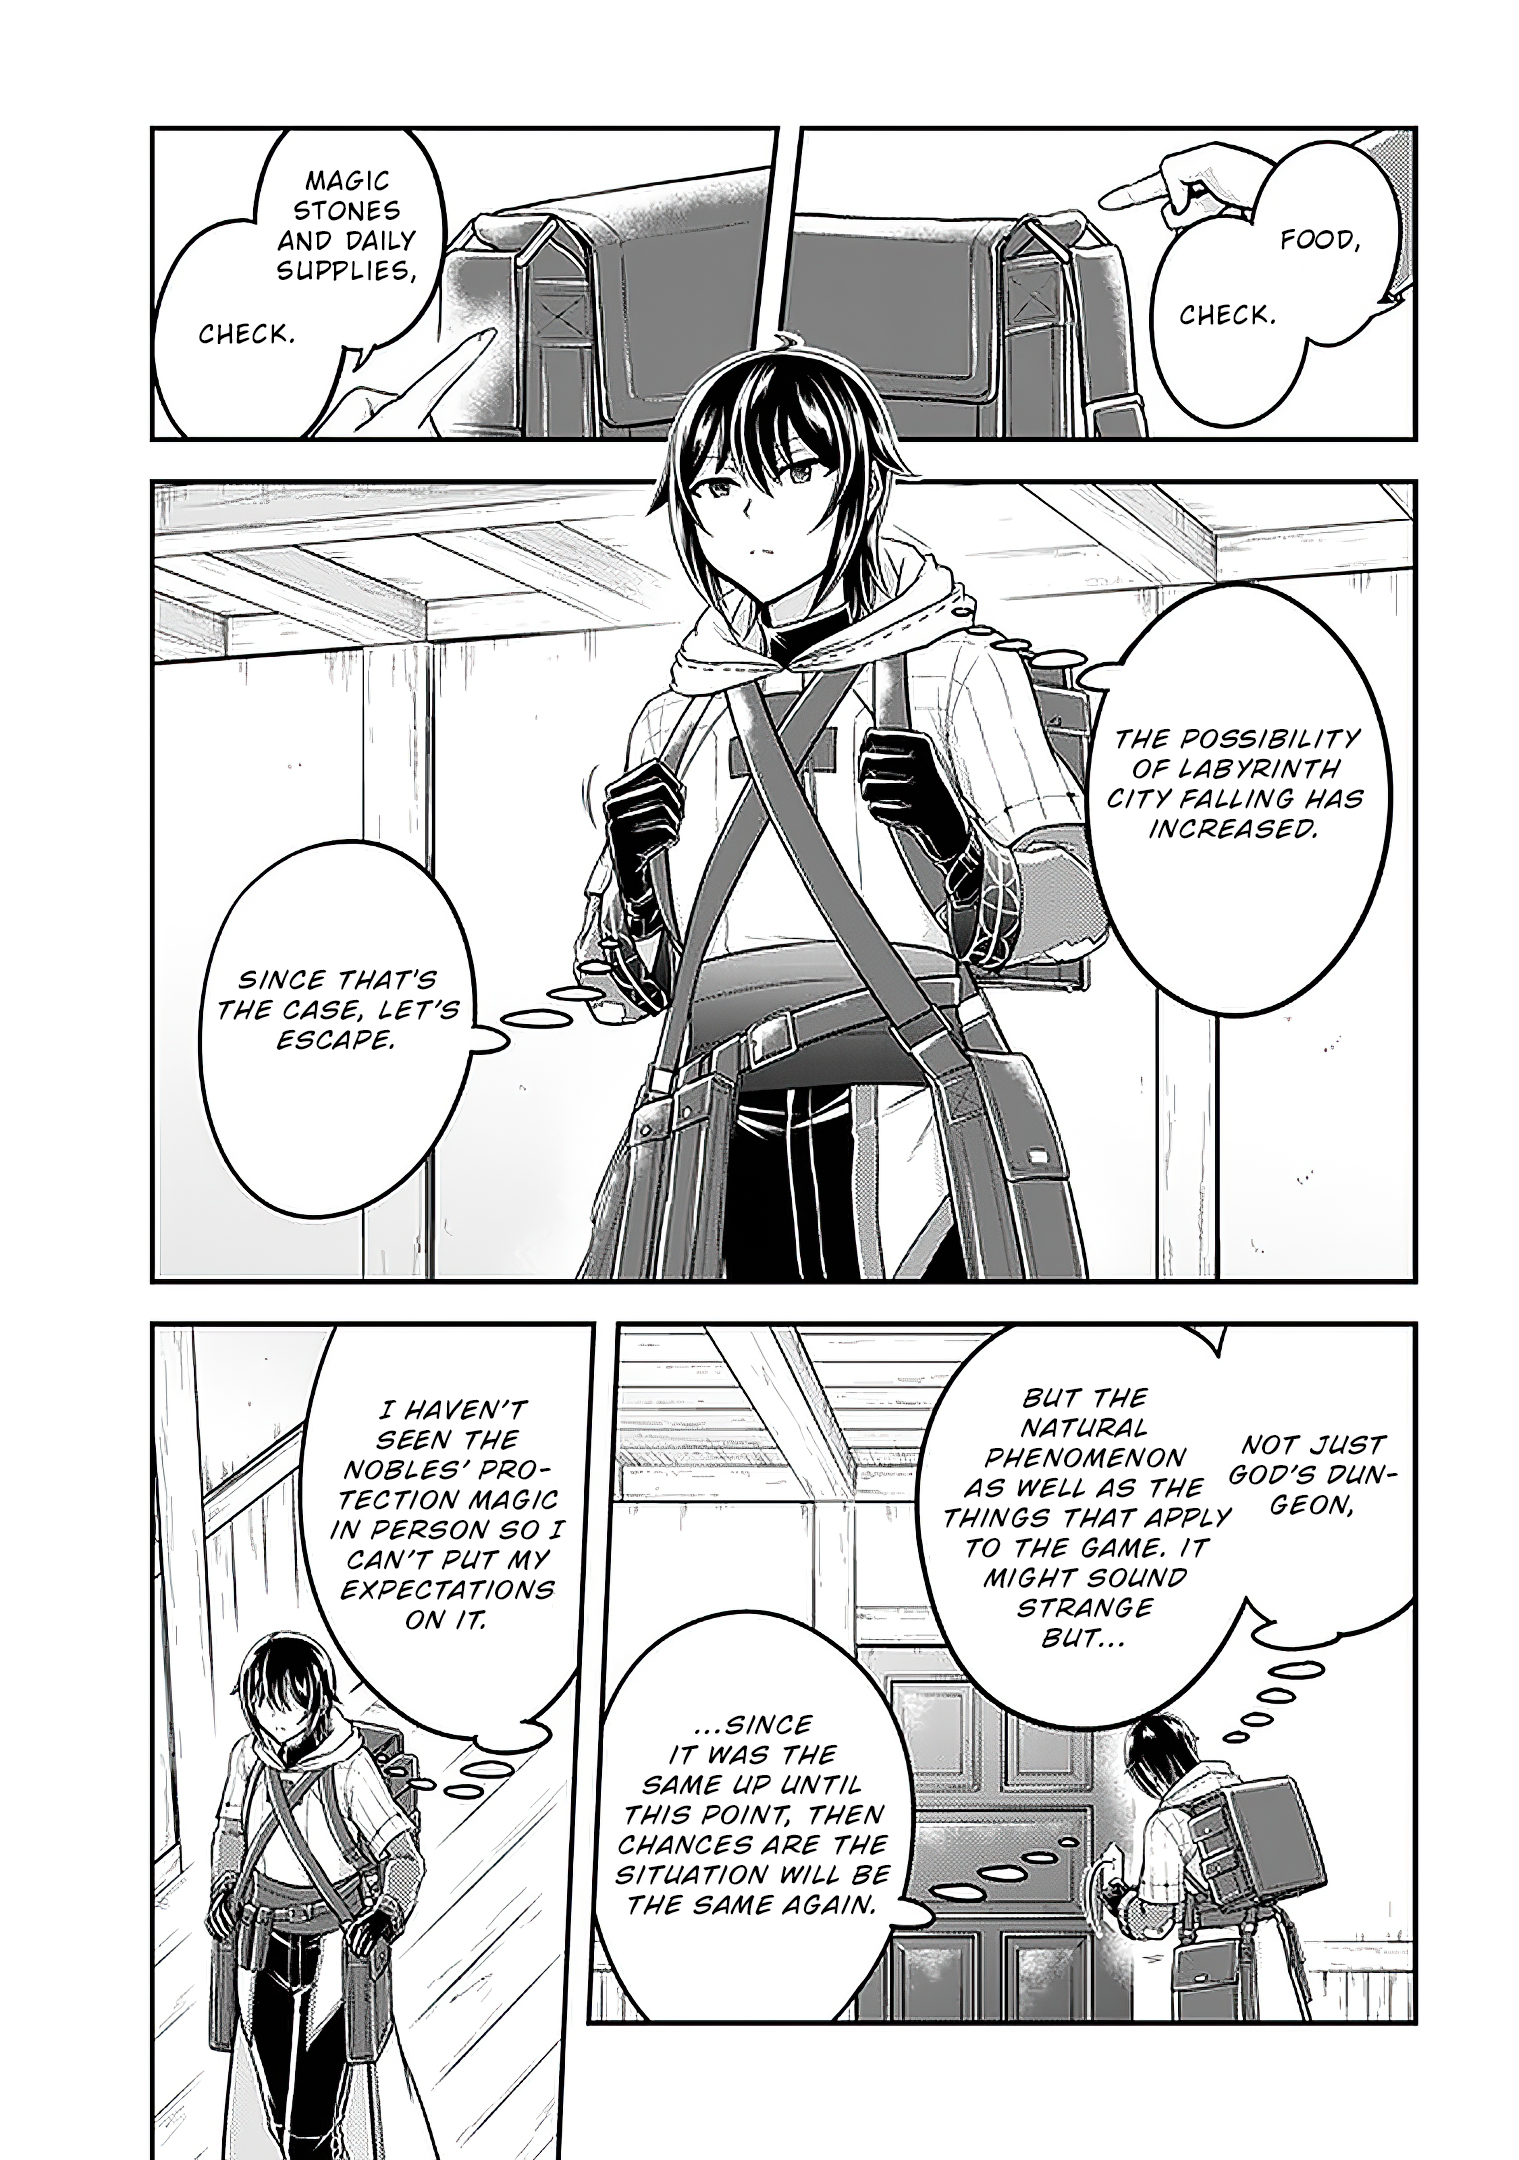 FOOD,
CHECK.
MAGIC
STONES
AND DAILY
SUPPLIES,
CHECK.
THE POSSIBILITY
OF LABYRINTH
CITY FALLING HAS
INCREASED.
SINCE THAT'S
THE CASE, LET'S
ESCAPE.
NOT JUST
GOD'S DUN-
GEON,
BUT THE
NATURAL
PHENOMENON
AS WELL AS THE
THINGS THAT APPLY
TO THE GAME. IT
MIGHT SOUND
STRANGE
BUT...
...SINCE
IT WAS THE
SAME UP UNTIL
THIS POINT, THEN
CHANCES ARE THE
SITUATION WILL BE
THE SAME AGAIN.
I HAVEN'T
SEEN THE
NOBLES' PRO-
TECTION MAGIC
IN PERSON SO I
CAN'T PUT MY
EXPECTATIONS
ON IT.